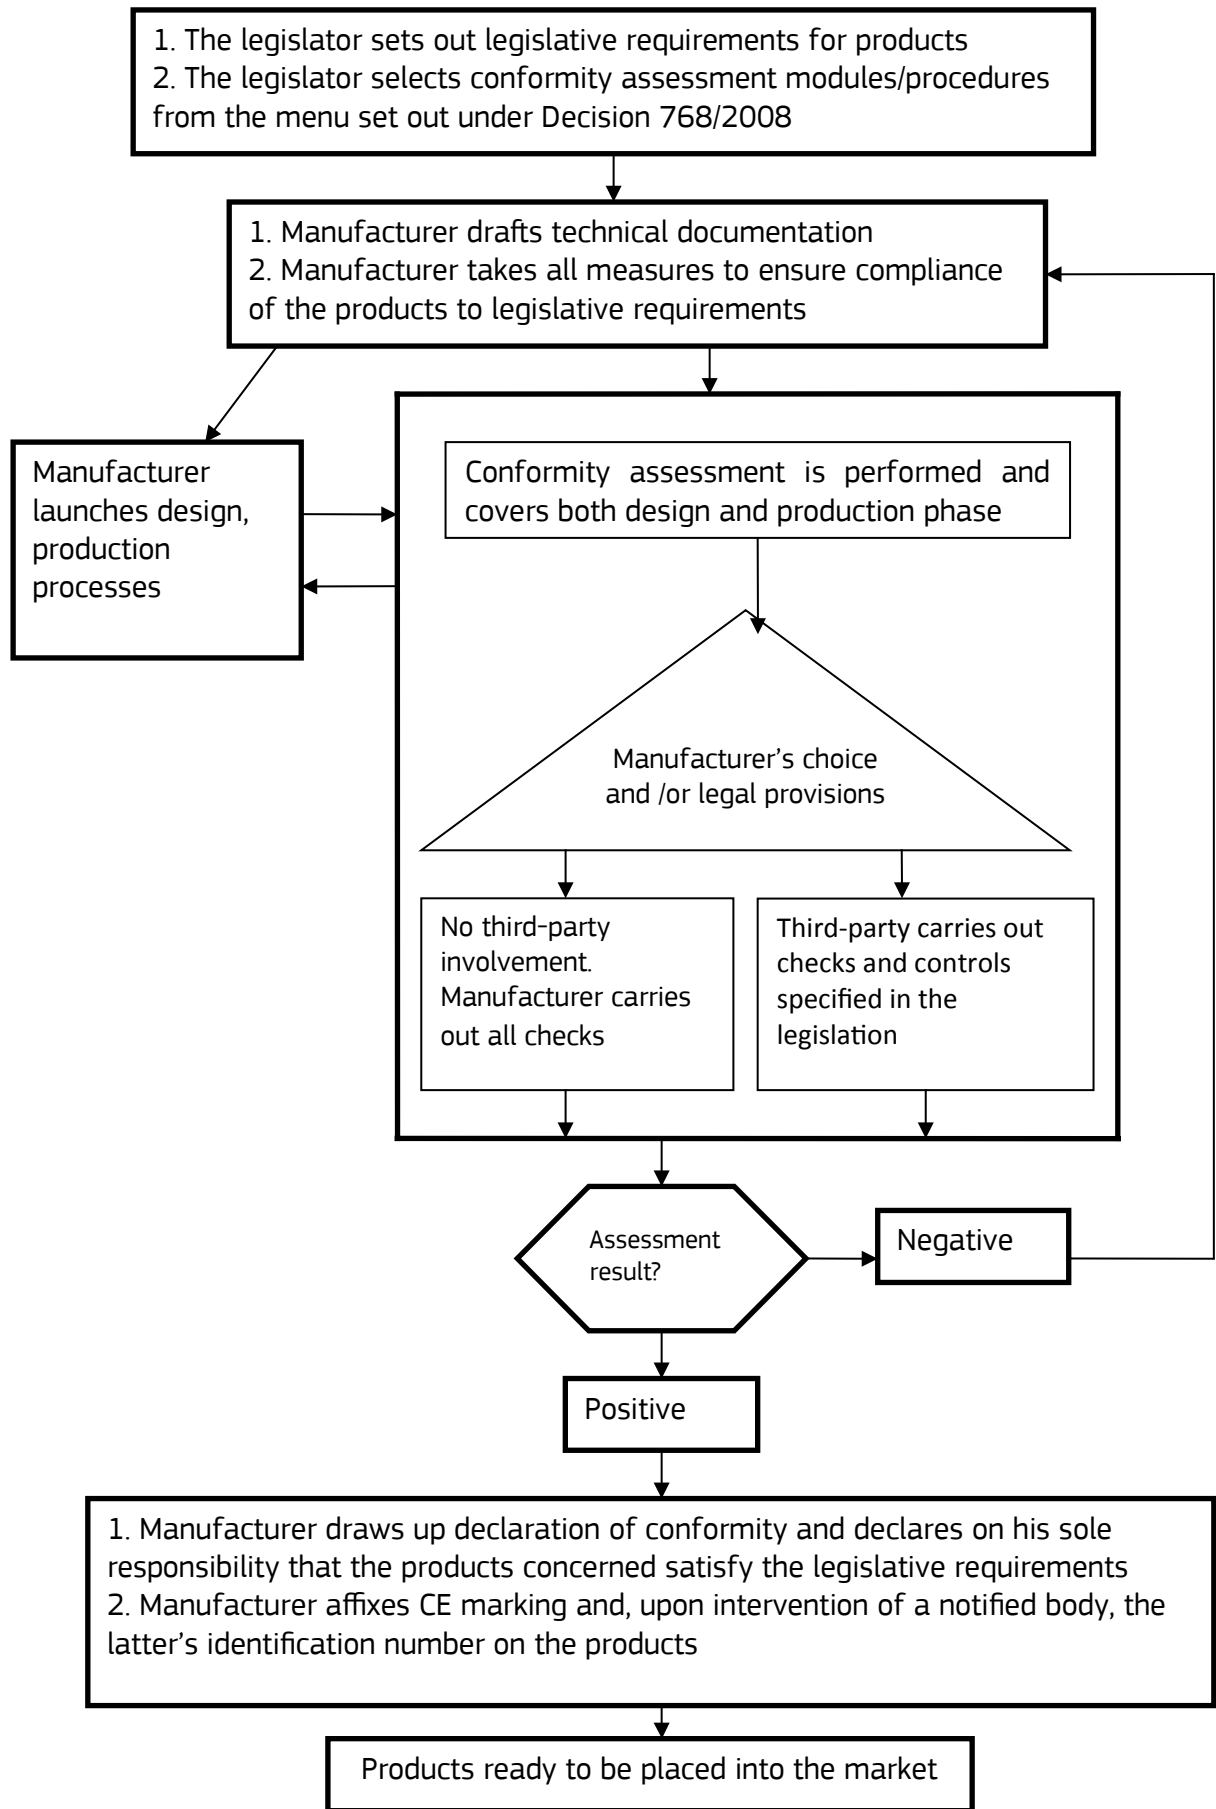 1. The legislator sets out legislative requirements for products
2. The legislator selects conformity assessment modules/procedures
from the menu set out under Decision 768/2008
1. Manufacturer drafts technical documentation
2. Manufacturer takes all measures to ensure compliance
of the products to legislative requirements
Manufacturer
launches design,
production
processes
Conformity assessment is performed and
covers both design and production phase
Manufacturer’s choice
and /or legal provisions
No third-party
involvement.
Manufacturer carries
out all checks
Third-party carries out
checks and controls
specified in the
legislation
Assessment
result?
Negative
Positive
1. Manufacturer draws up declaration of conformity and declares on his sole
responsibility that the products concerned satisfy the legislative requirements
2. Manufacturer affixes CE marking and, upon intervention of a notified body, the
latter’s identification number on the products
Products ready to be placed into the market